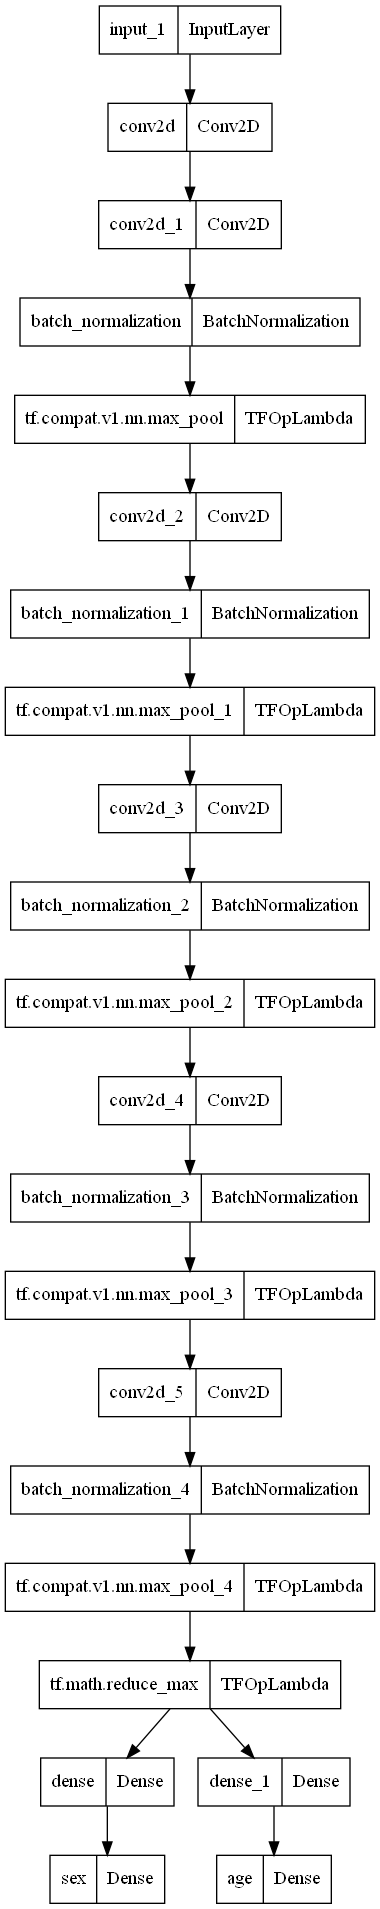 input_1 InputLayer
conv2d Conv2D
conv2d_1 Conv2D
batch_normalization BatchNormalization
tf.compat.v1.nn.max_pool TFOpLambda
conv2d_2 Conv2D
batch_normalization_1 BatchNormalization
tf.compat.v1.nn.max_pool_1 TFOpLambda
conv2d_3 Conv2D
batch_normalization_2 BatchNormalization
tf.compat.v1.nn.max_pool_2 TFOpLambda
conv2d_4 Conv2D
batch_normalization_3 BatchNormalization
tf.compat.v1.nn.max_pool_3 TFOpLambda
conv2d_5 Conv2D
batch_normalization_4 BatchNormalization
tf.compat.v1.nn.max_pool_4 TFOpLambda
tf.math.reduce_max TFOpLambda
dense Dense dense_1 Dense
sex Dense age Dense